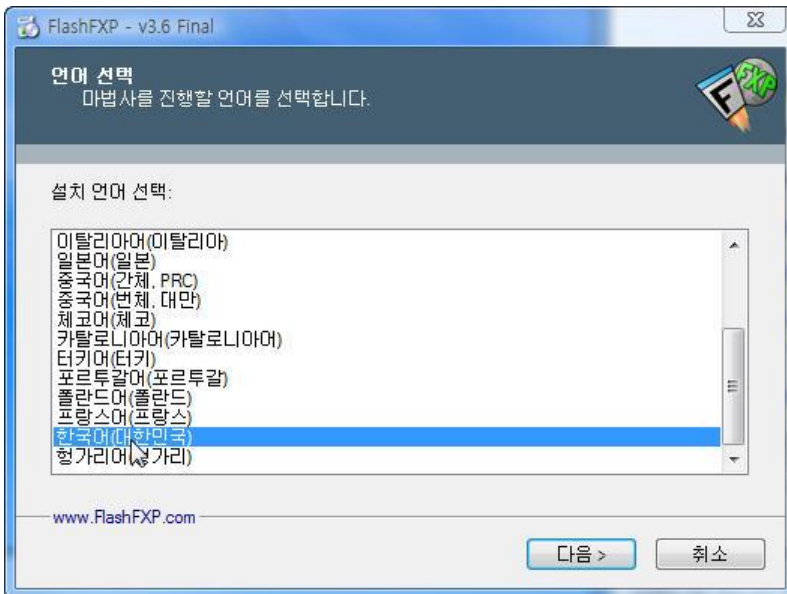 FlashFXP - v3.6 Final
언어 선택
마법사를 진행할 언어를 선택합니다.
FXP
F
설치 언어 선택:
이탈리아어(이탈리아)
일본어(일본)
중국어(간체, PRC)
중국어(번체, 대만)
체코어(체코)
카탈로니아어(카탈로니아어)
터키어(터키)
포르투갈어(포르투갈)
폴란드어(폴란드)
프랑스어(프랑스)
한국어(대한민국)
헝가리어(헝가리)
www.FlashFXP.com
다음 >
취소